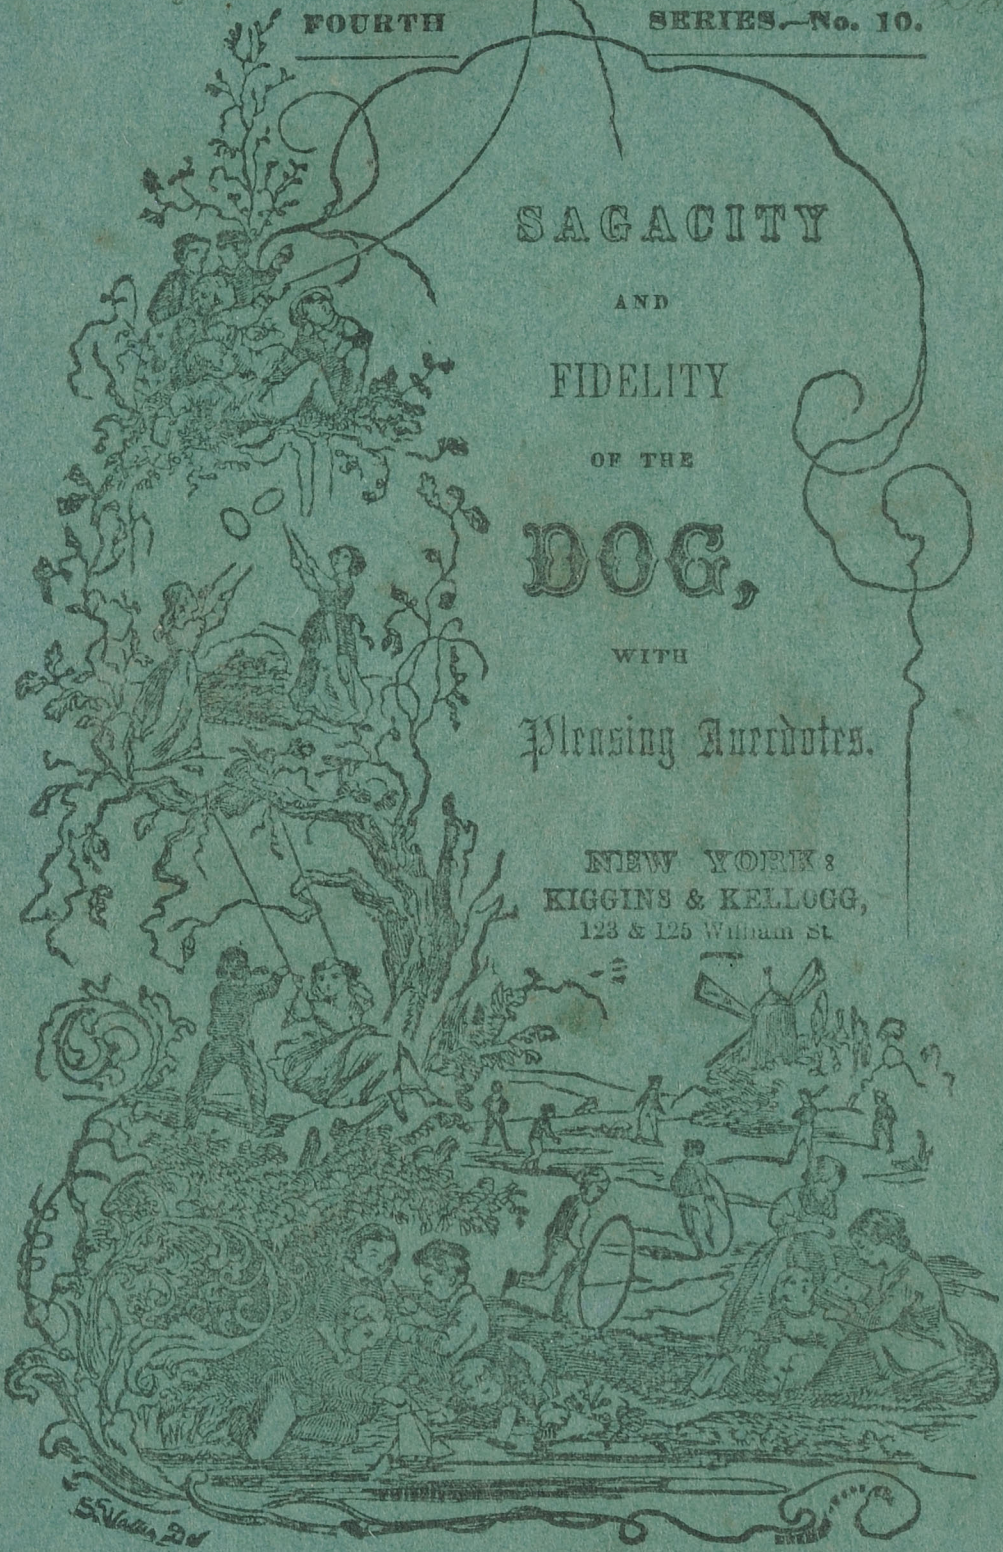 FOURTH SERIES.—No. 10.
SAGACITY
AND
FIDELITY
OF THE
DOG,
WITH
Pleasing Anecdotes.
NEW YORK:
KIGGINS & KELLOGG,
123 & 125 William St